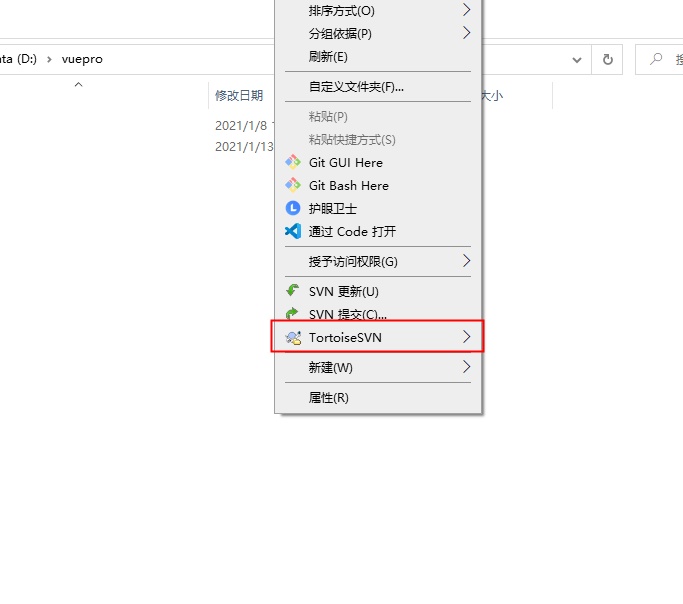 排序方式(O)
分组依据(P)
ta (D:) > vuepro
刷新(E)
自定义文件夹(F)...
修改日期
大小
粘贴(P)
2021/1/8
粘贴快捷方式(S)
2021/1/13
Git GUI Here
Git Bash Here
护眼卫士
通过 Code 打开
授予访问权限(G)
SVN 更新(U)
SVN 提交(C)...
TortoiseSVN
新建(W)
属性(R)